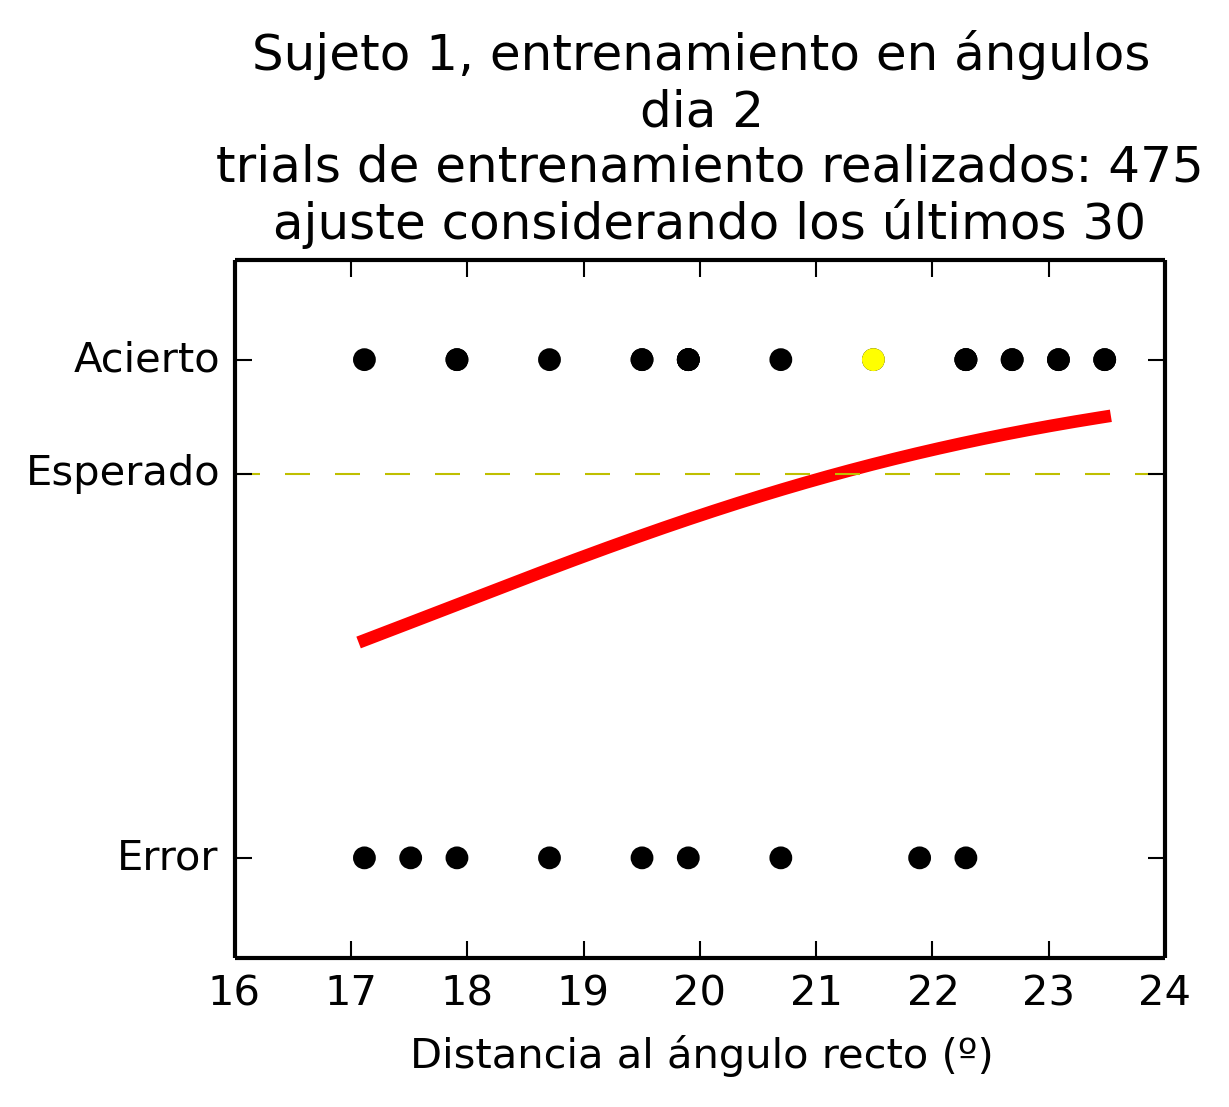 Sujeto 1, entrenamiento en ángulos
dia 2
trials de entrenamiento realizados: 475
ajuste considerando los últimos 30
Acierto
Esperado
Error
16 17 18 19 20 21 22 23 24
Distancia al ángulo recto (º)